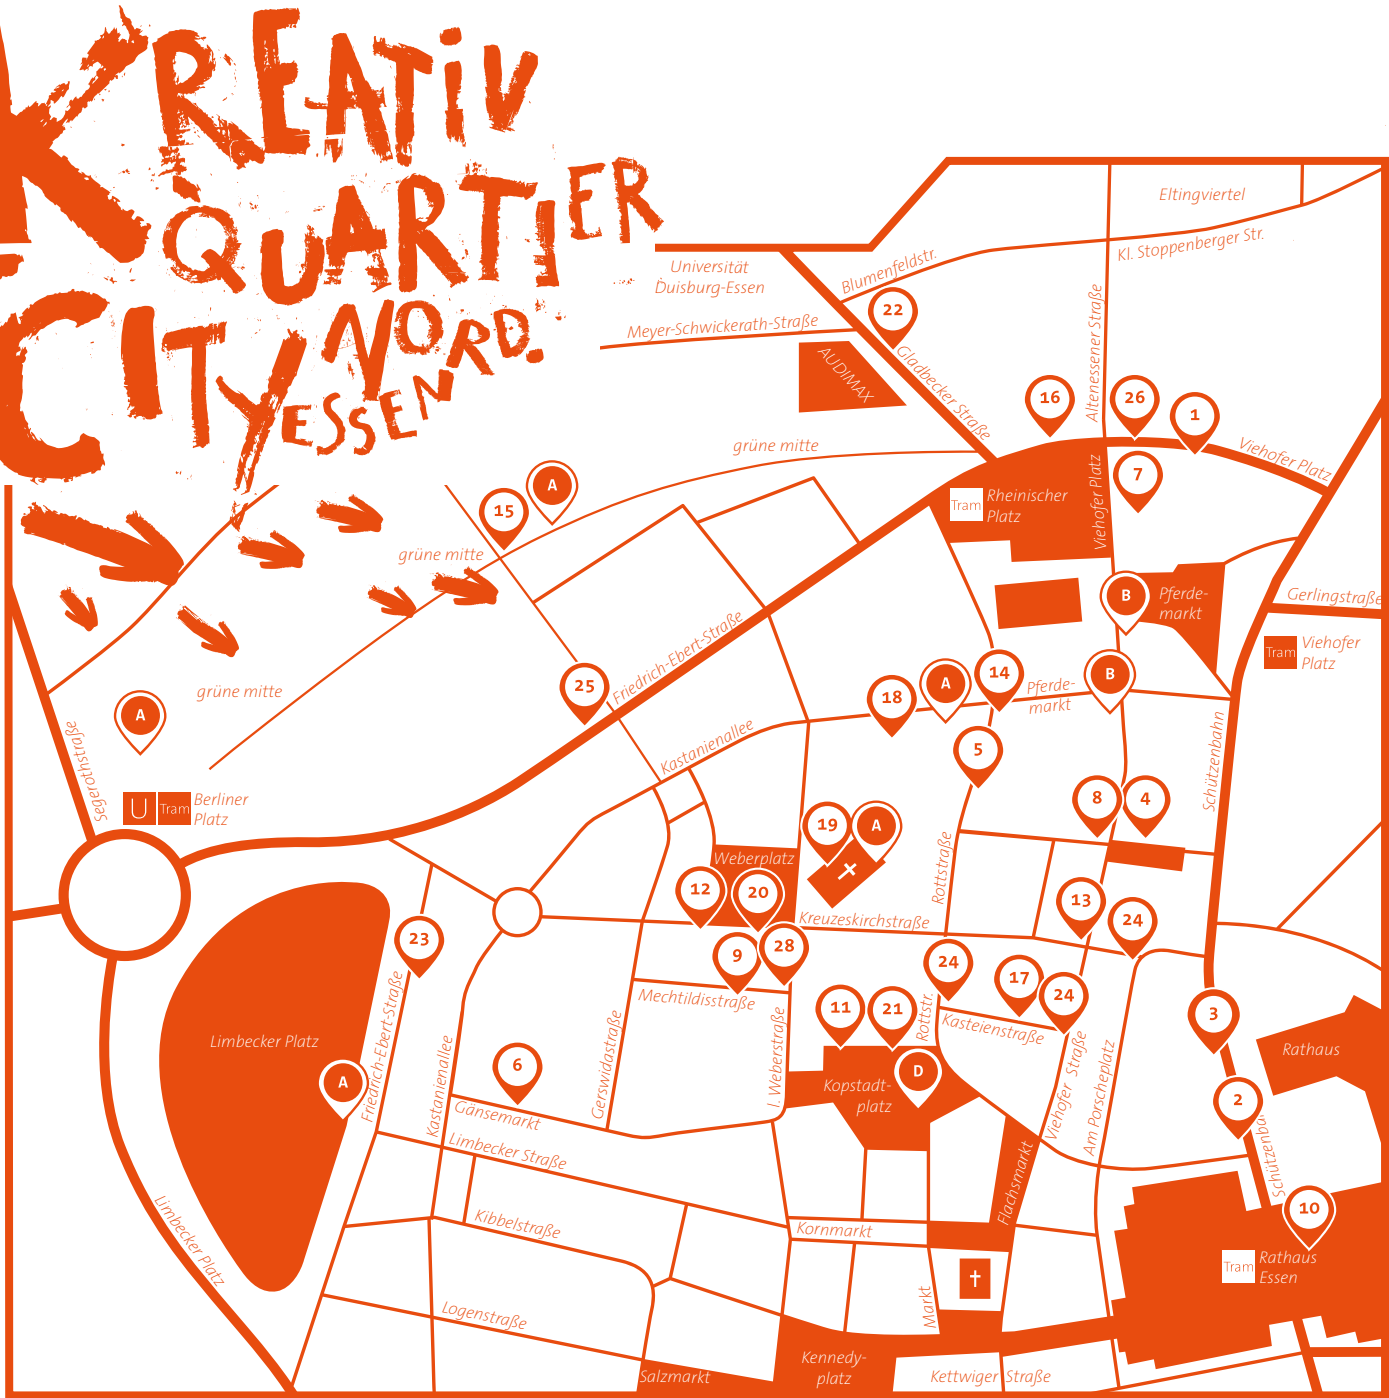 KREATIV
QUARTIER
CITY NORD.
ESSEN
Eltingviertel
Kl. Stoppenberger Str.
Blumenfeldstr.
Universität
Duisburg-Essen
Meyer-Schwickerath-Straße
22
AUDIMAX
Gladbecker Straße
Altenessener Straße
16
26
1
Viehofer Platz
grüne mitte
7
Viehofer Platz
A
15
Tram
Rheinischer
Platz
grüne mitte
B
Pferde-
markt
Gerlingstraße
Tram
Viehofer
Platz
Friedrich-Ebert-Straße
25
grüne mitte
A
18
A
14
Pferde-
markt
B
Segerothstraße
Kastanienallee
5
Schützenbahn
U
Tram
Berliner
Platz
8
4
19
A
Weberplatz
Rottstraße
12
20
13
24
Kreuzeskirchstraße
23
9
28
24
17
24
Mechtildisstraße
11
21
Rottstr.
Kasteienstraße
3
Friedrich-Ebert-Straße
Limbecker Platz
Kastanienallee
Gerswidastraße
I. Weberstraße
Viehofer Straße
Am Porscheplatz
Rathaus
6
A
Kopstadt-
platz
D
2
Gänsemarkt
Schützenba
Limbecker Straße
Flachsmarkt
10
Limbecker Platz
Kibbelstraße
Kornmarkt
Tram
Rathaus
Essen
Markt
Logenstraße
Kennedy-
platz
Salzmarkt
Kettwiger Straße